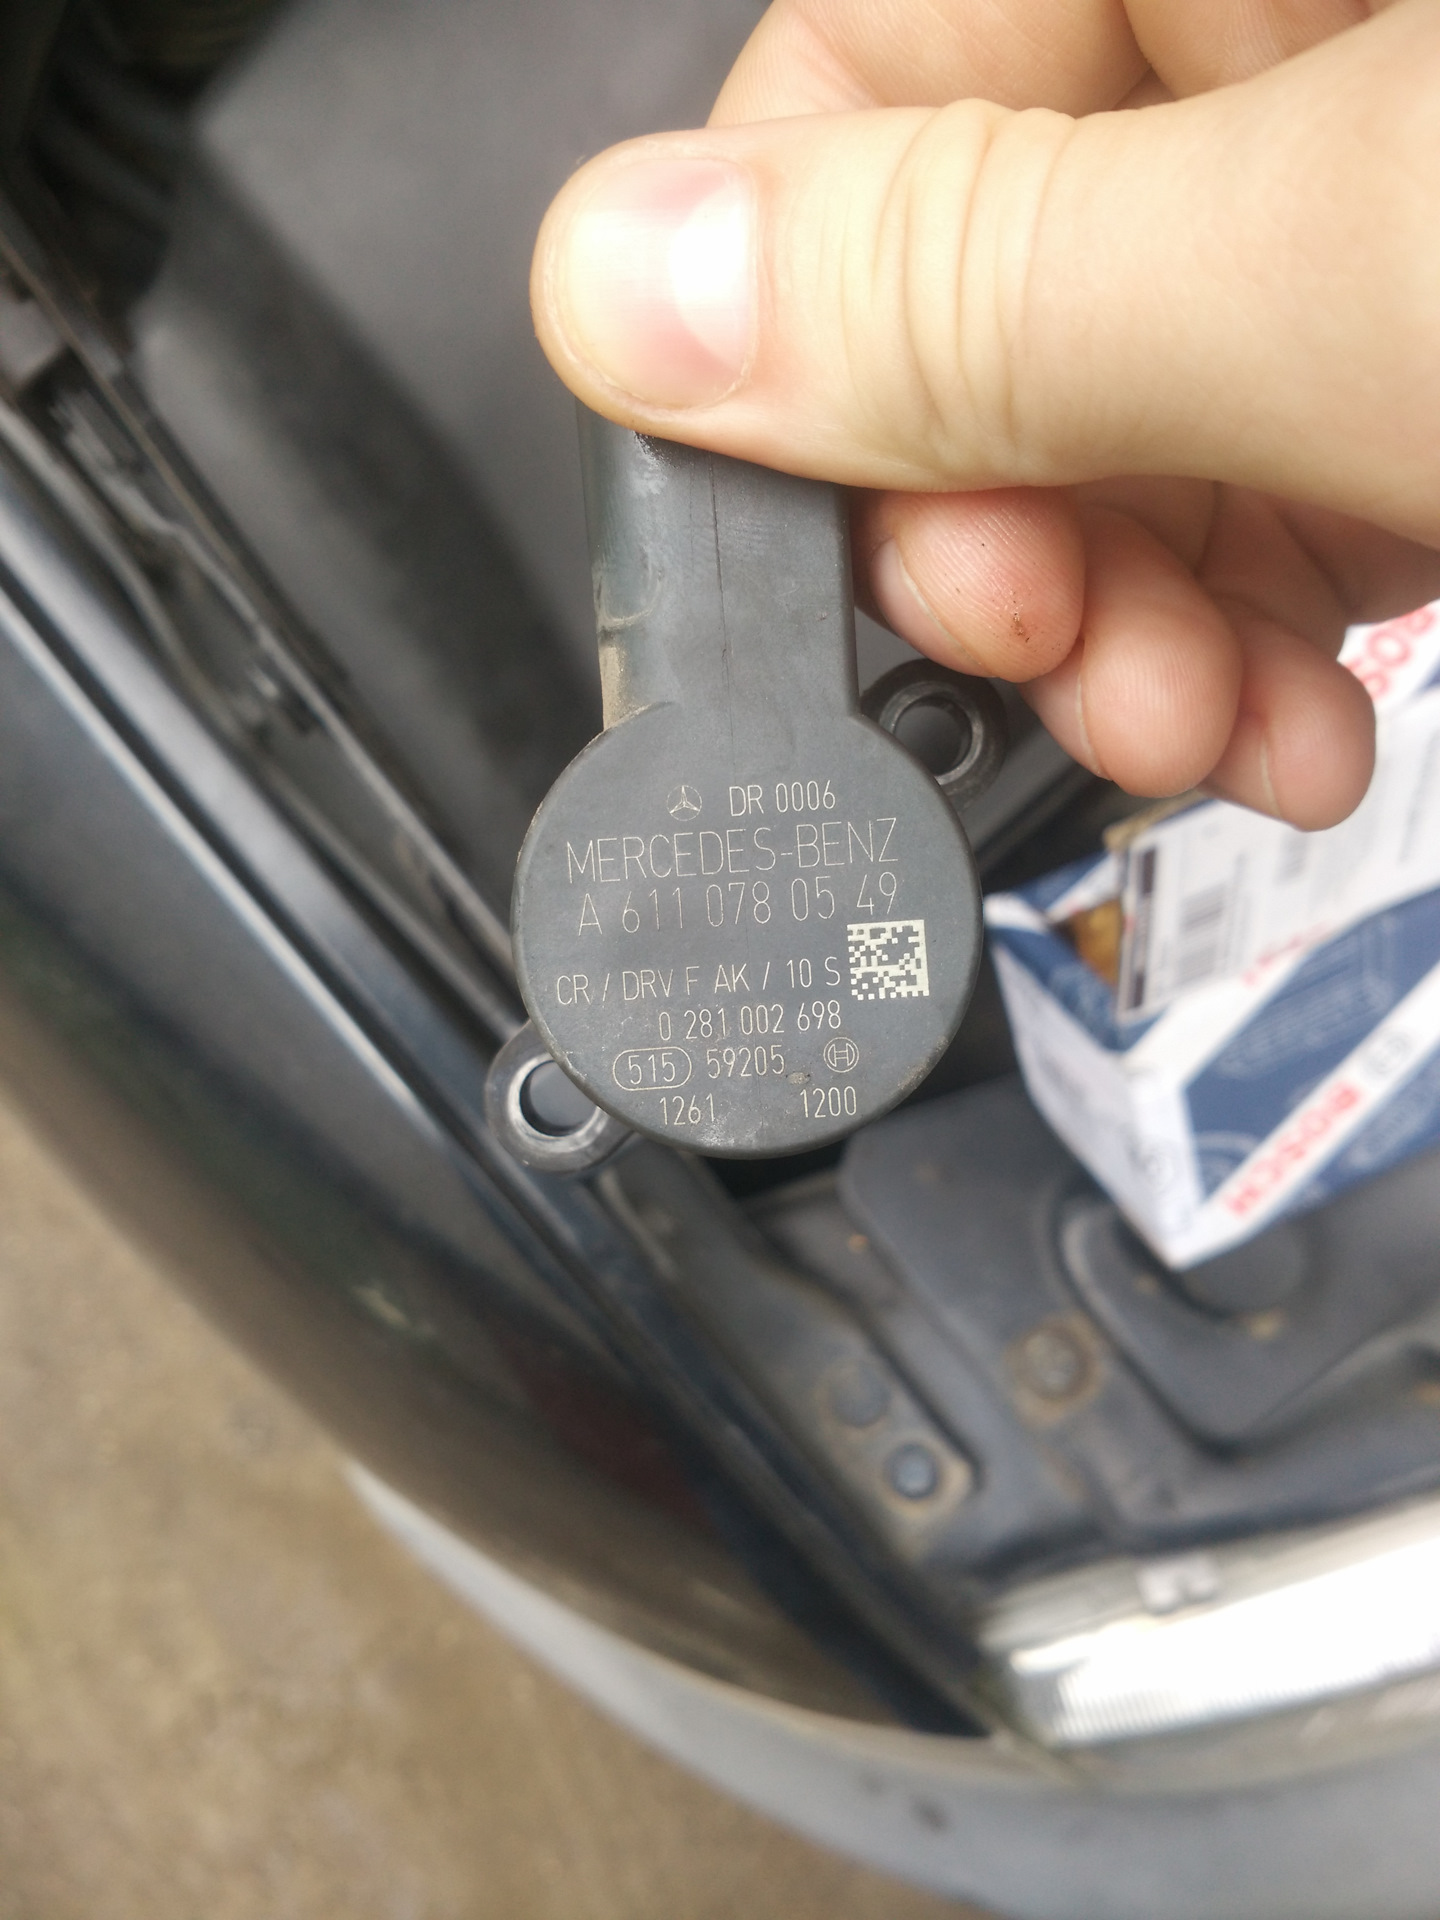 DR 0006
MERCEDES-BENZ
A 611 078 05 49
CR / DRV F AK / 10 S
0 281 002 698
515 59205
1261 1200
BOSCH